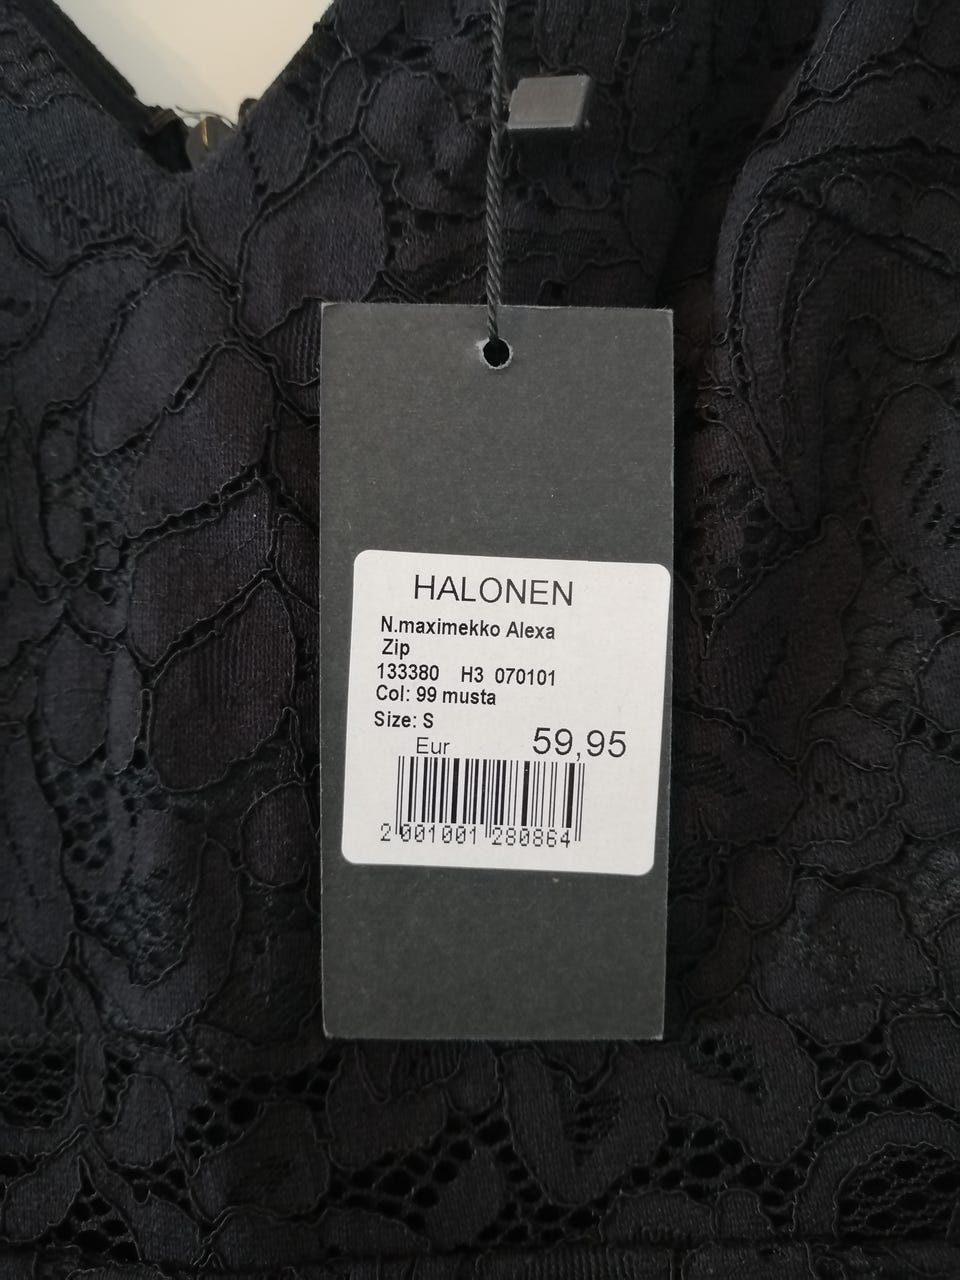 HALONEN
N.maximekko Alexa
Zip
133380 H3 070101
Col: 99 musta
Size: S
Eur 59,95
2 001001 280864